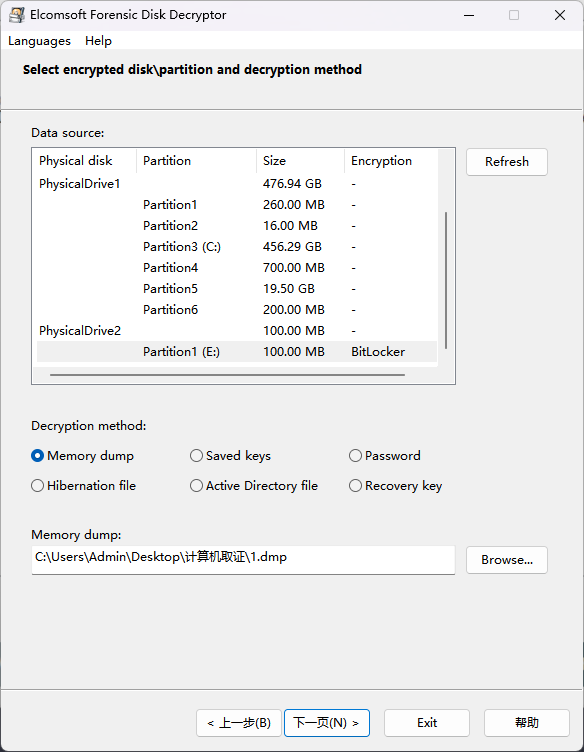 Elcomsoft Forensic Disk Decryptor
Languages Help
Select encrypted disk\partition and decryption method
Data source:
Physical disk Partition Size Encryption
PhysicalDrive1 476.94 GB -
Partition1 260.00 MB -
Partition2 16.00 MB -
Partition3 (C:) 456.29 GB -
Partition4 700.00 MB -
Partition5 19.50 GB -
Partition6 200.00 MB -
PhysicalDrive2 100.00 MB -
Partition1 (E:) 100.00 MB BitLocker
Refresh
Decryption method:
Memory dump Saved keys Password
Hibernation file Active Directory file Recovery key
Memory dump:
C:\Users\Admin\Desktop\计算机取证\1.dmp
Browse...
< 上一步(B) 下一页(N) > Exit 帮助